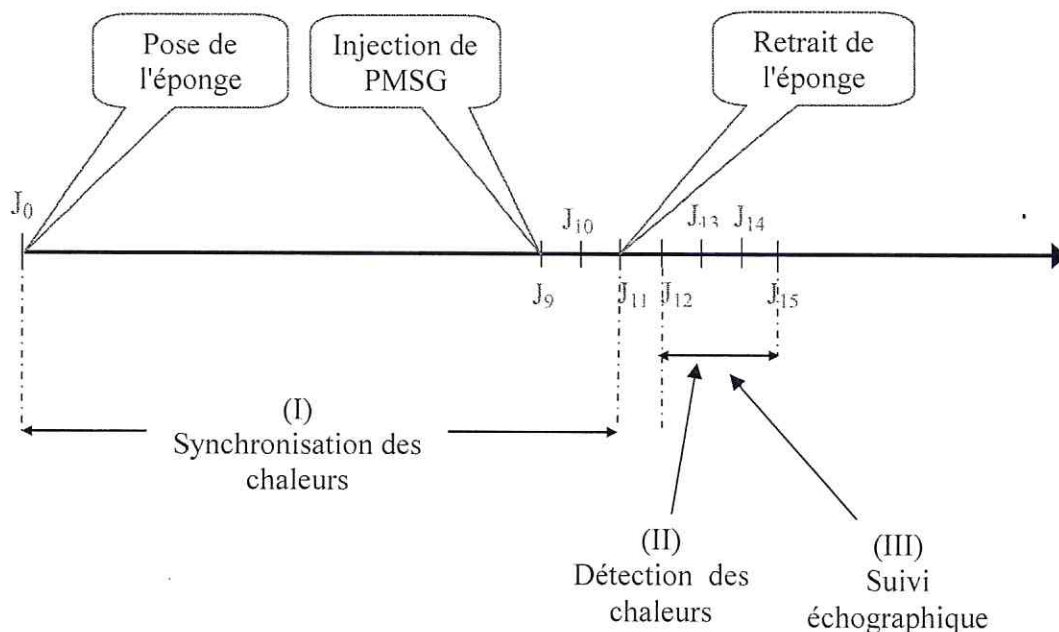 Pose de
l'éponge
Injection de
PMSG
Retrait de
l'éponge
J₀
J₁₀
J₁₃
J₁₄
J₉
J₁₁
J₁₂
J₁₅
(I)
Synchronisation des
chaleurs
(II)
Détection des
chaleurs
(III)
Suivi
échographique